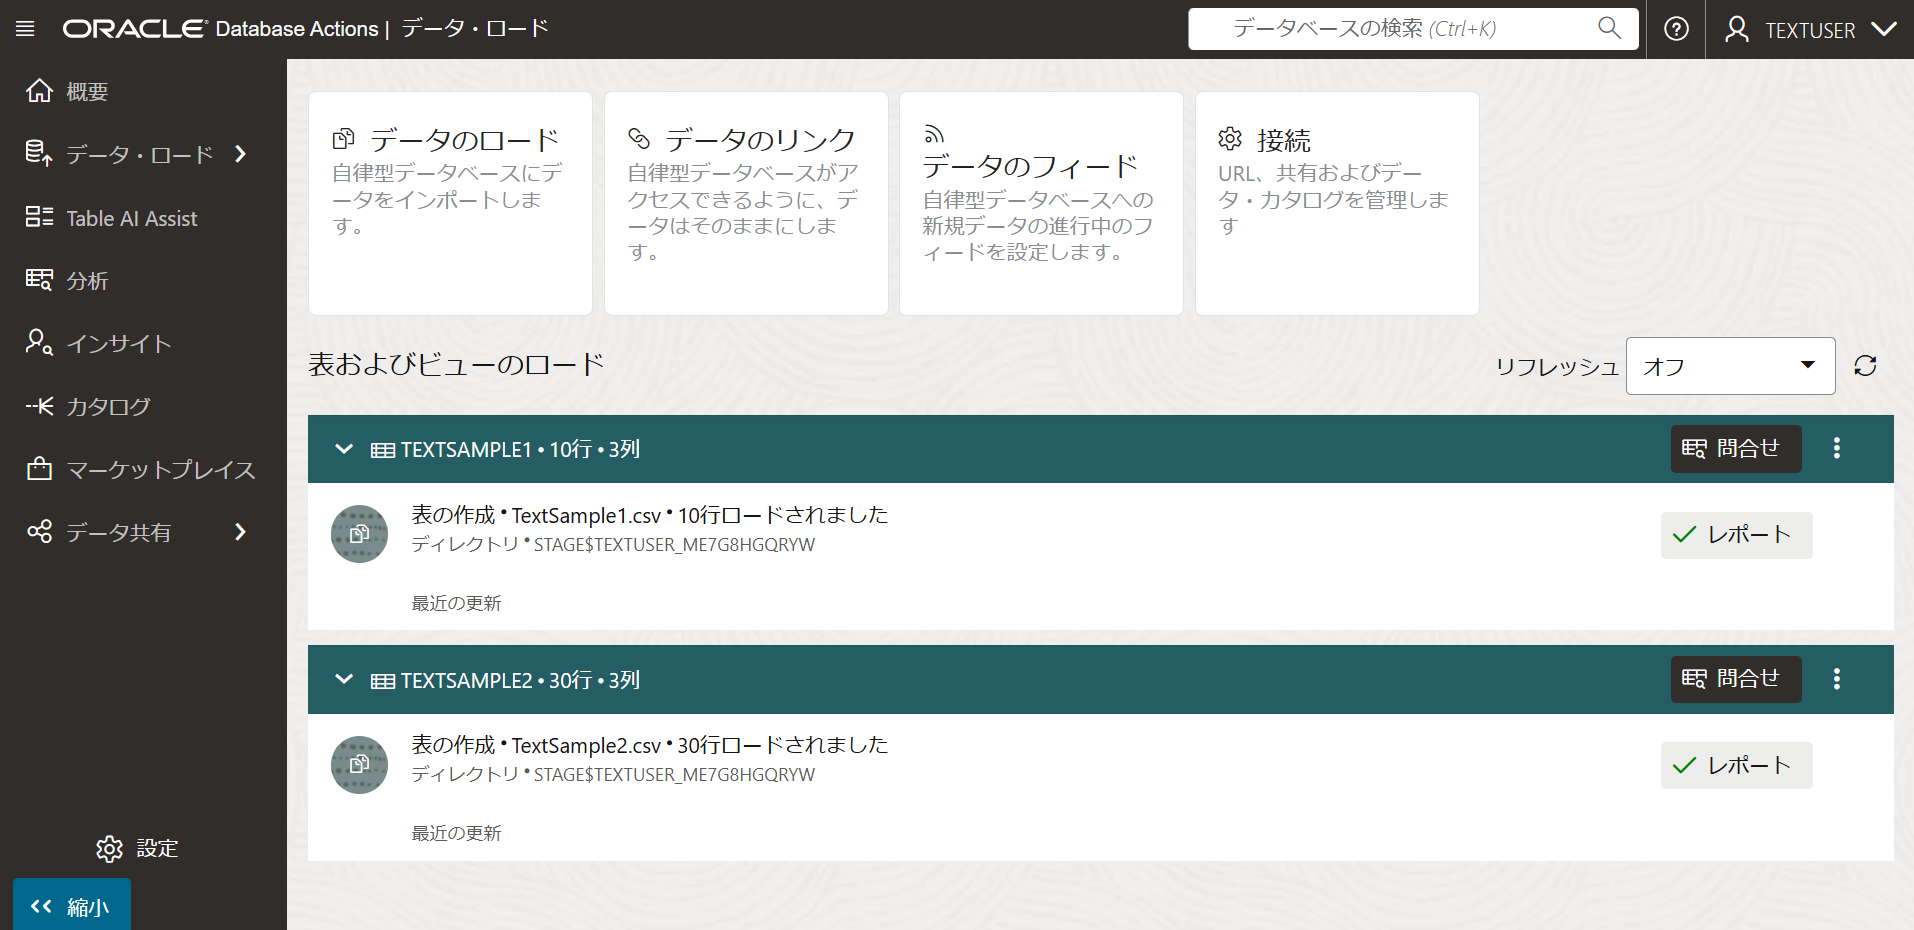 ORACLE Database Actions | データ・ロード
データベースの検索 (Ctrl+K)
TEXTUSER
概要
データ・ロード
Table AI Assist
分析
インサイト
カタログ
マーケットプレイス
データ共有
設定
縮小
データのロード
自律型データベースにデ
ータをインポートしま
す。
データのリンク
自律型データベースがア
クセスできるように、デ
ータはそのままにしま
す。
データのフィード
自律型データベースへの
新規データの進行中のフ
ィードを設定します。
接続
URL、共有およびデー
タ・カタログを管理しま
す
表およびビューのロード
リフレッシュ
オフ
TEXTSAMPLE1 • 10行 • 3列
問合せ
表の作成 • TextSample1.csv • 10行ロードされました
ディレクトリ • STAGE$TEXTUSER_ME7G8HGQRYW
レポート
最近の更新
TEXTSAMPLE2 • 30行 • 3列
問合せ
表の作成 • TextSample2.csv • 30行ロードされました
ディレクトリ • STAGE$TEXTUSER_ME7G8HGQRYW
レポート
最近の更新